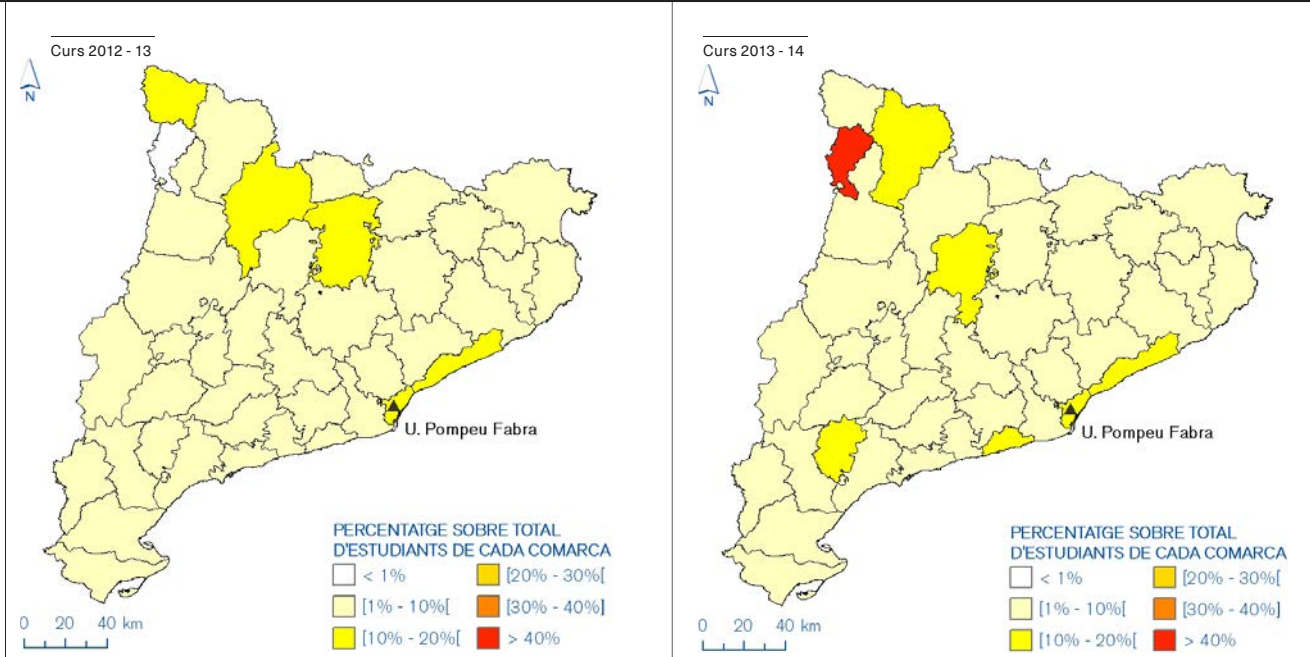 Curs 2012 - 13
N
U. Pompeu Fabra
PERCENTATGE SOBRE TOTAL
D'ESTUDIANTS DE CADA COMARCA
< 1%
[20% - 30%[
[1% - 10%[
[30% - 40%]
[10% - 20%[
> 40%
0 20 40 km
Curs 2013 - 14
N
U. Pompeu Fabra
PERCENTATGE SOBRE TOTAL
D'ESTUDIANTS DE CADA COMARCA
< 1%
[20% - 30%[
[1% - 10%[
[30% - 40%]
[10% - 20%[
> 40%
0 20 40 km